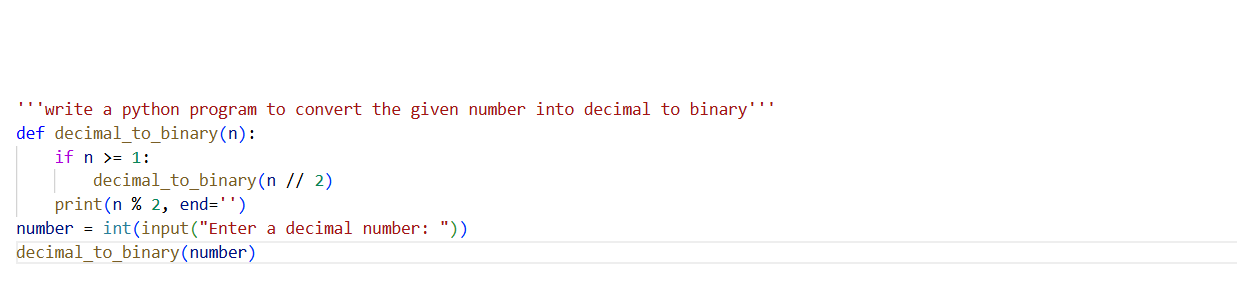 '''write a python program to convert the given number into decimal to binary'''
def decimal_to_binary(n):
    if n >= 1:
        decimal_to_binary(n // 2)
    print(n % 2, end='')
number = int(input("Enter a decimal number: "))
decimal_to_binary(number)